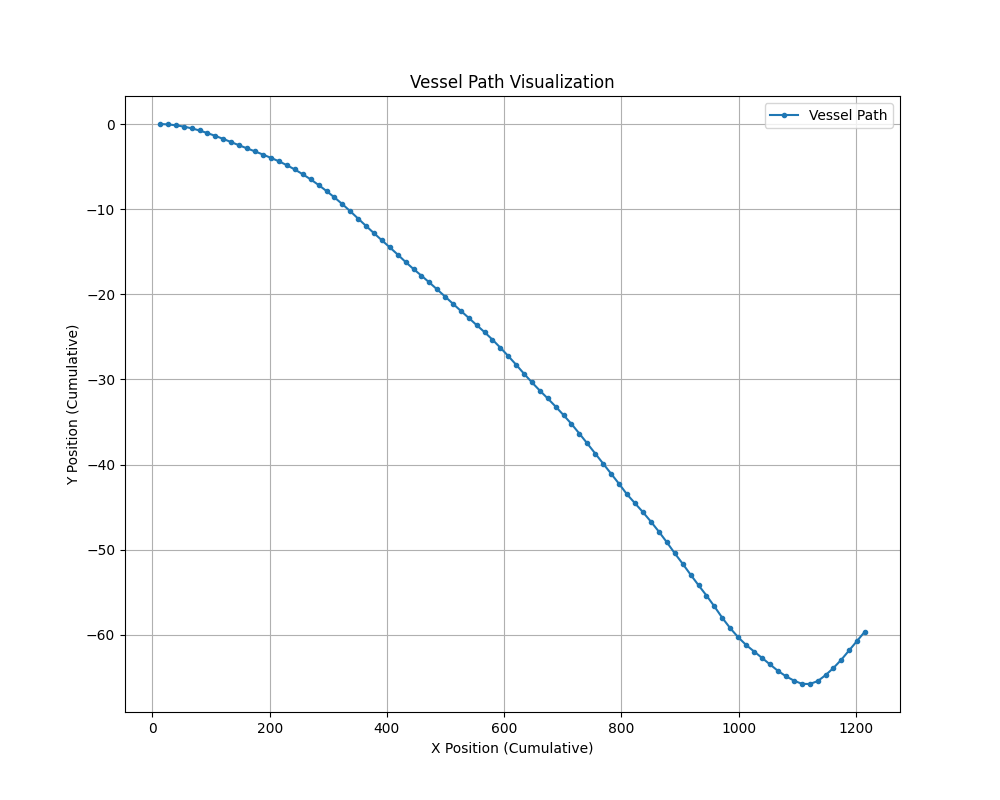 Vessel Path Visualization
Vessel Path
0
−10
−20
−30
−40
−50
−60
Y Position (Cumulative)
0 200 400 600 800 1000 1200
X Position (Cumulative)